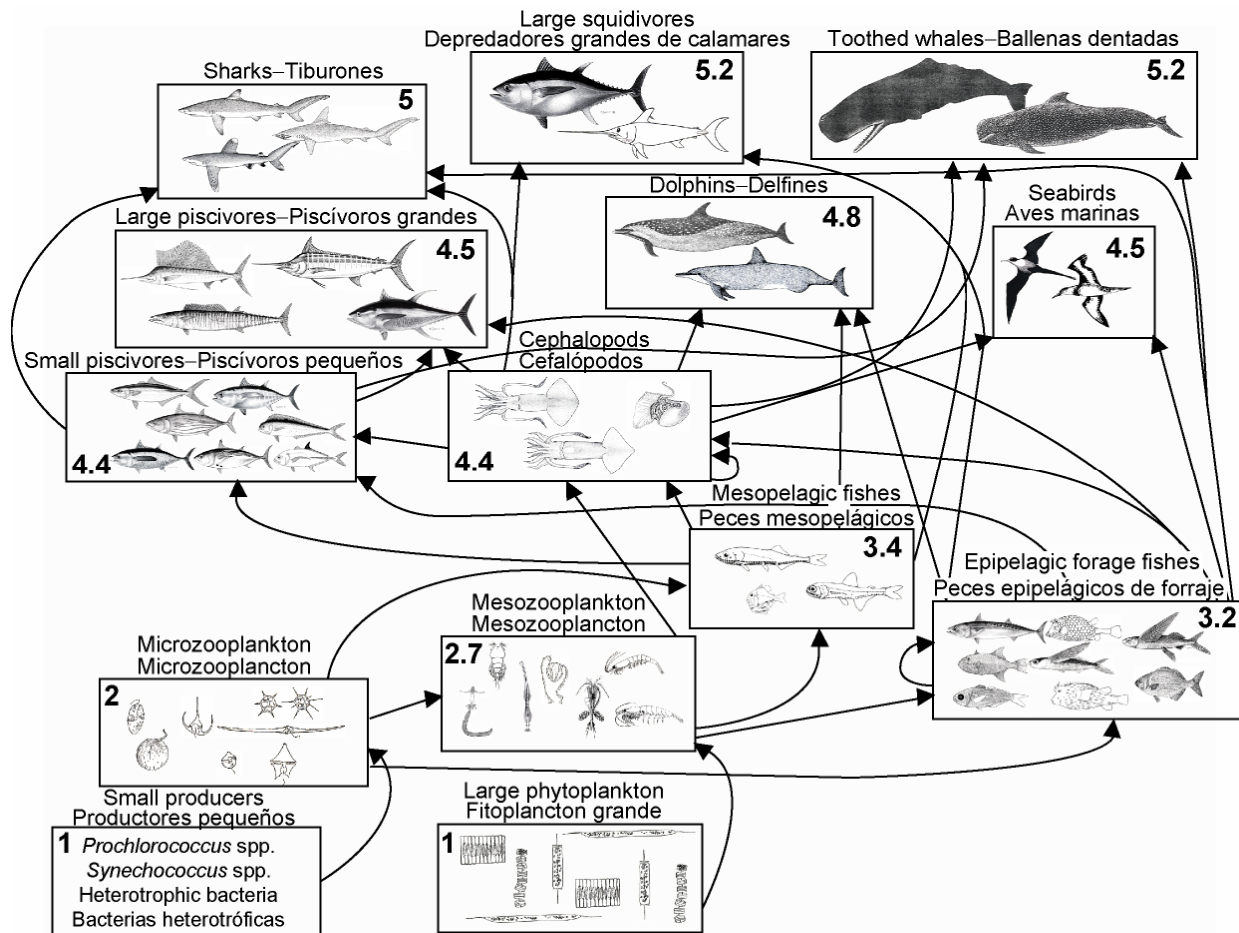 Large squidivores
Depredadores grandes de calamares
5.2
Toothed whales–Ballenas dentadas
5.2
Sharks–Tiburones
5
Dolphins–Delfines
4.8
Seabirds
Aves marinas
4.5
Large piscivores–Piscívoros grandes
4.5
Cephalopods
Cefalópodos
4.4
Small piscivores–Piscívoros pequeños
4.4
Mesopelagic fishes
Peces mesopelágicos
3.4
Epipelagic forage fishes
Peces epipelágicos de forraje
3.2
Mesozooplankton
Mesozooplancton
2.7
Microzooplankton
Microzooplancton
2
Small producers
Productores pequeños
1
Prochlorococcus spp.
Synechococcus spp.
Heterotrophic bacteria
Bacterias heterotróficas
Large phytoplankton
Fitoplancton grande
1